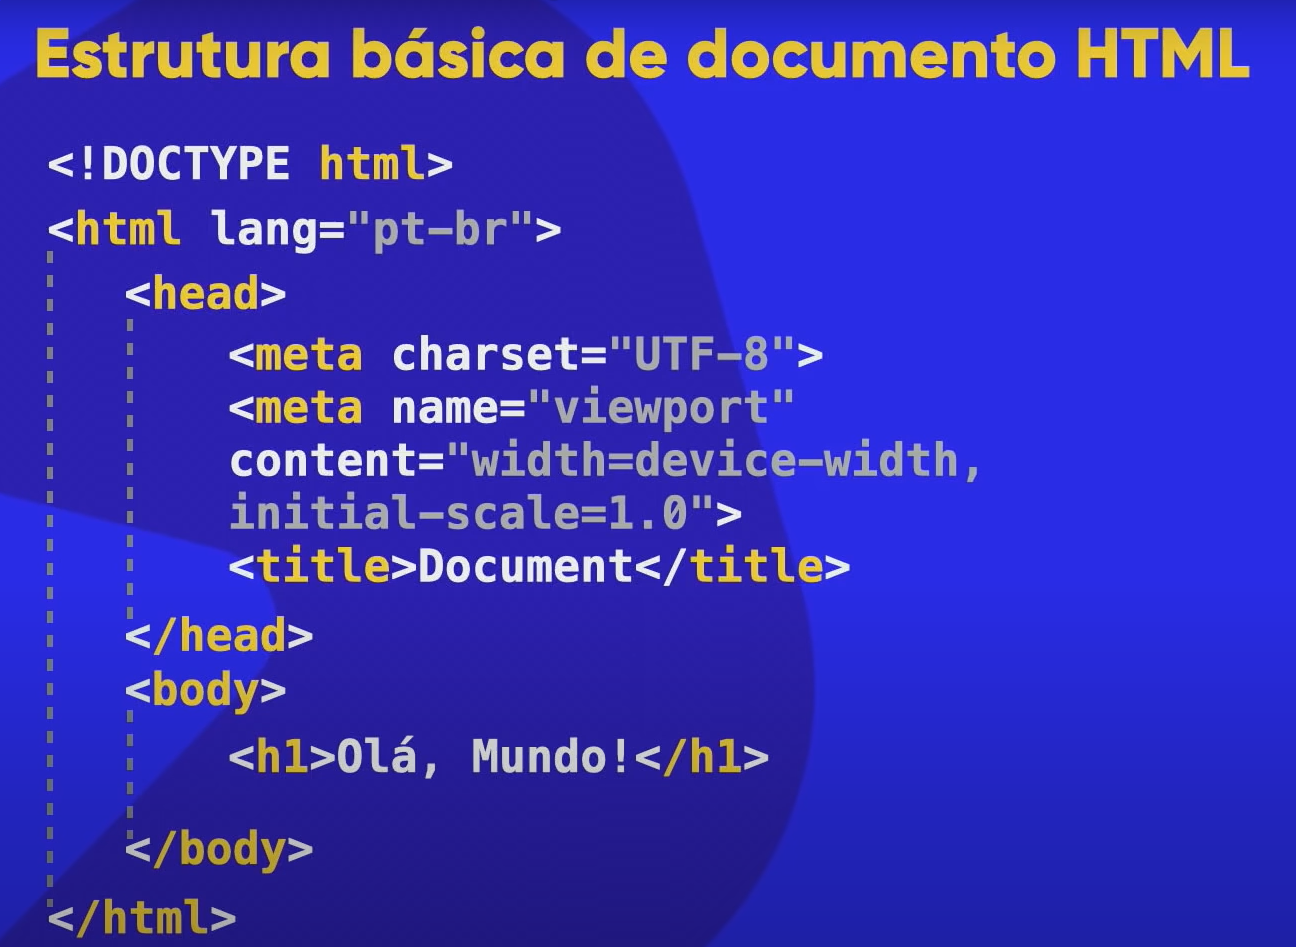 Estrutura básica de documento HTML
<!DOCTYPE html>
<html lang="pt-br">
<head>
<meta charset="UTF-8">
<meta name="viewport"
content="width=device-width,
initial-scale=1.0">
<title>Document</title>
</head>
<body>
<h1>Olá, Mundo!</h1>
</body>
</html>